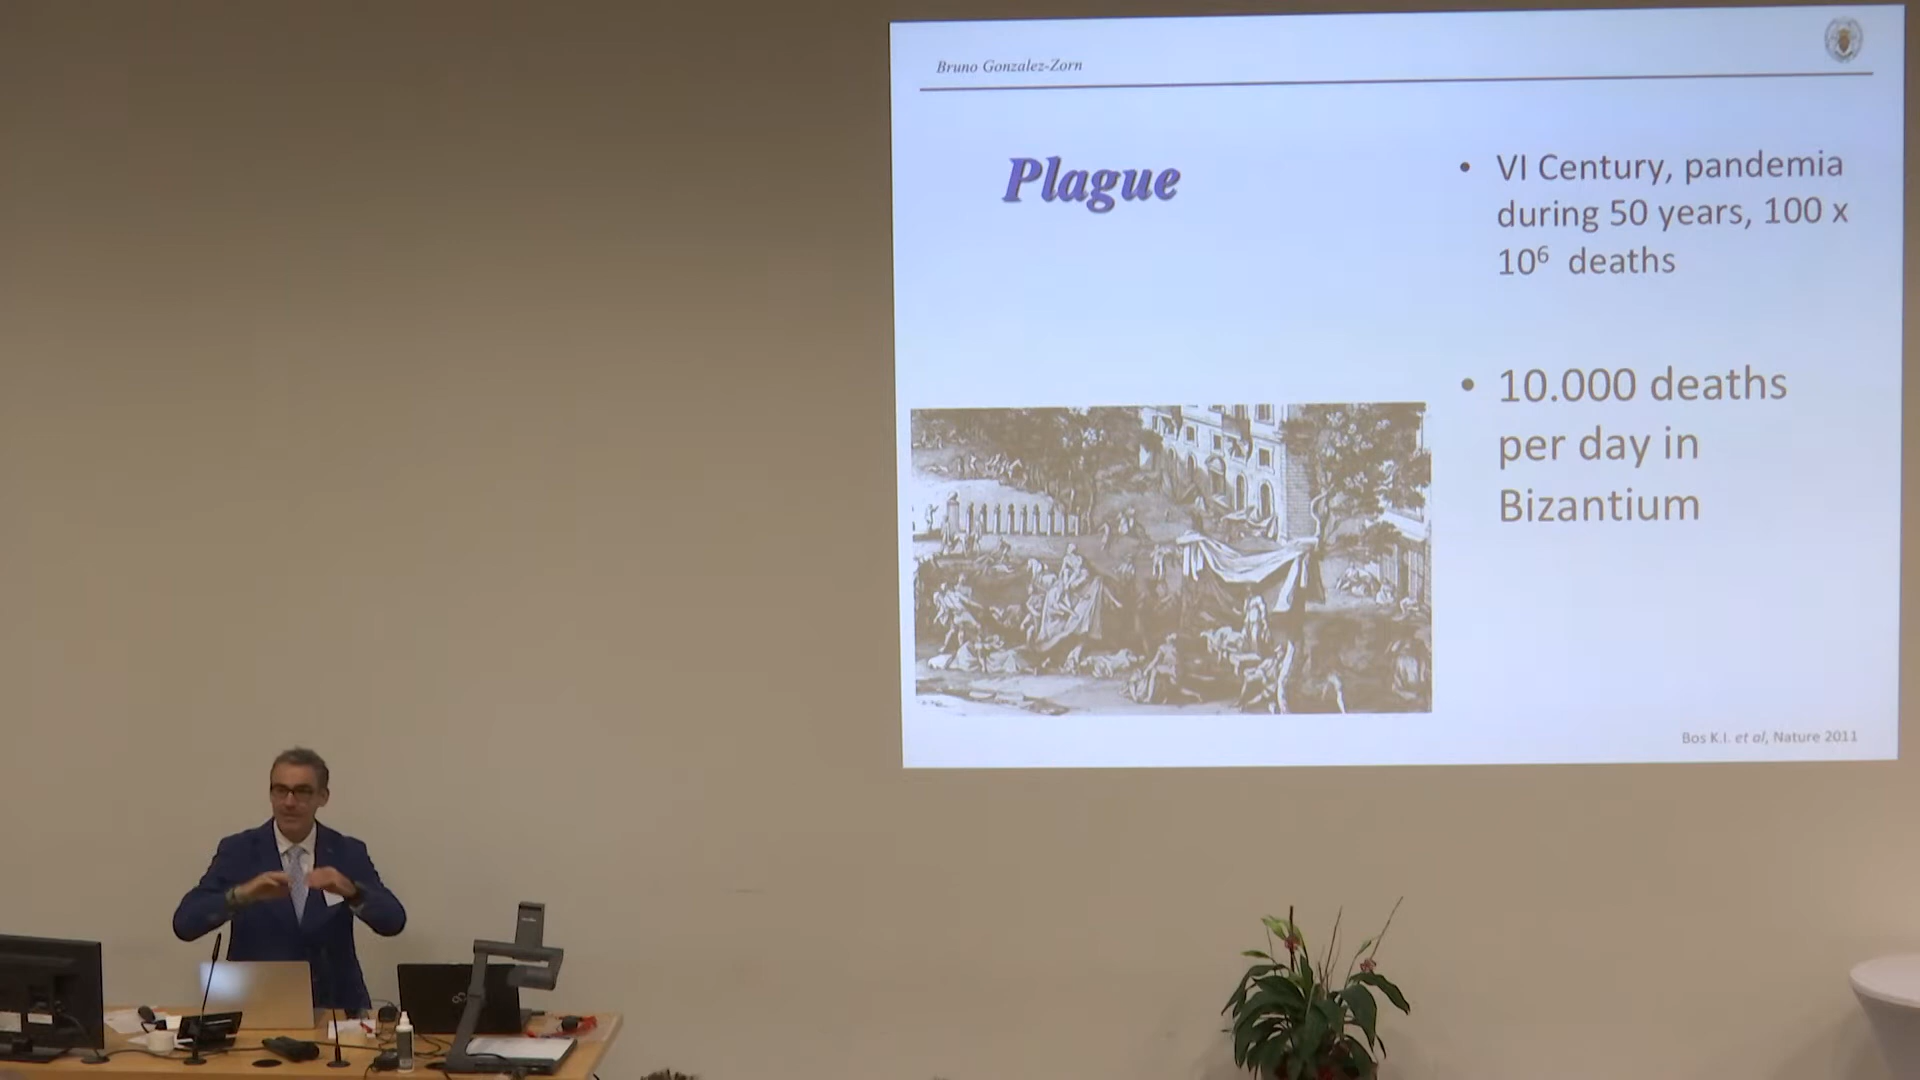 Bruno Gonzalez-Zorn
Plague
• VI Century, pandemia
during 50 years, 100 x
10⁶ deaths
• 10.000 deaths
per day in
Bizantium
Bos K.I. et al, Nature 2011